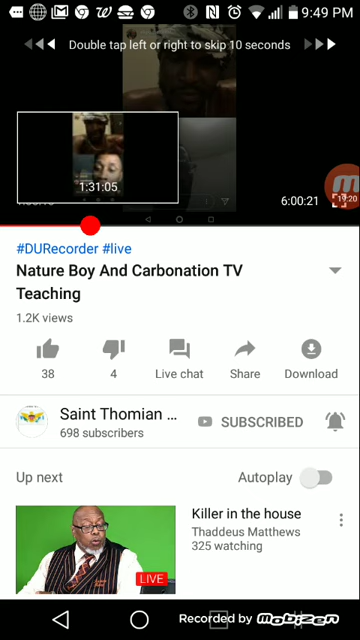 9:49 PM
Double tap left or right to skip 10 seconds
1:31:05
6:00:21
19:20
#DURecorder #live
Nature Boy And Carbonation TV
Teaching
1.2K views
38
4
Live chat
Share
Download
Saint Thomian ...
698 subscribers
SUBSCRIBED
Up next
Autoplay
Killer in the house
Thaddeus Matthews
325 watching
LIVE
Recorded by Mobizen